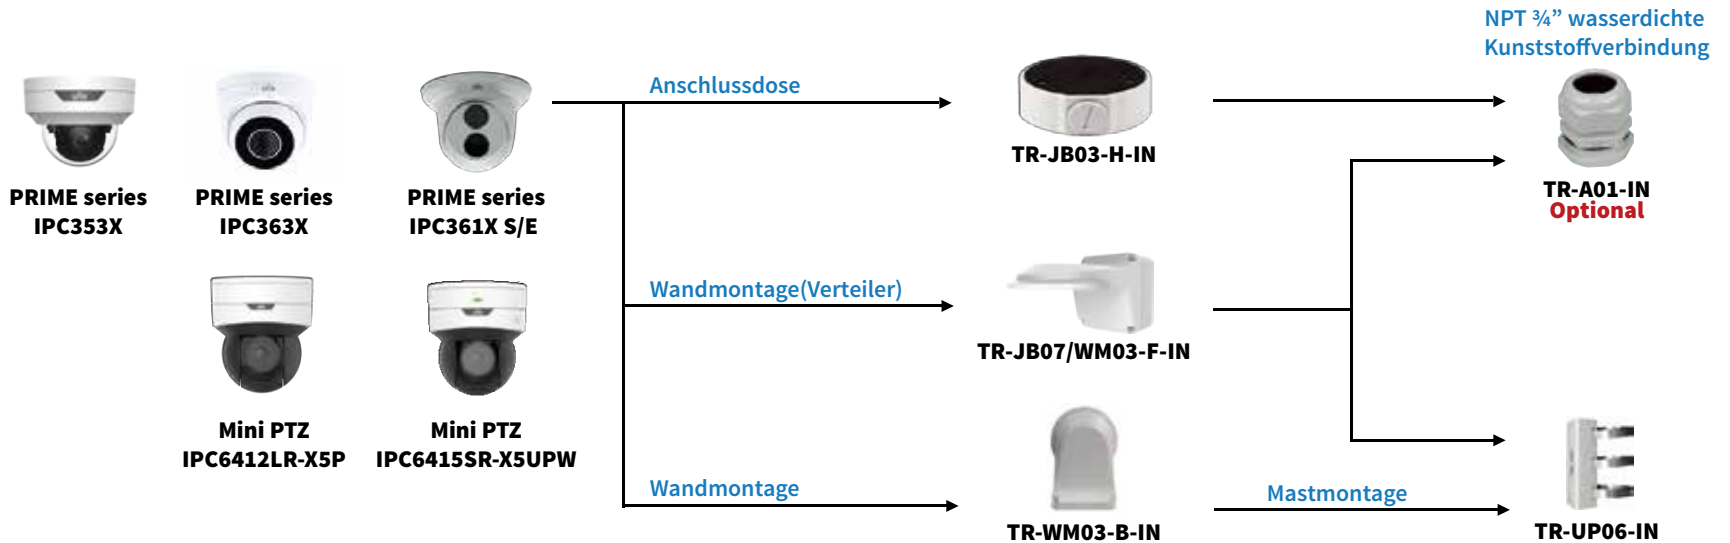 NPT ¾” wasserdichte
Kunststoffverbindung
Anschlussdose
TR-JB03-H-IN
TR-A01-IN
Optional
PRIME series
IPC353X
PRIME series
IPC363X
PRIME series
IPC361X S/E
Wandmontage(Verteiler)
TR-JB07/WM03-F-IN
Mini PTZ
IPC6412LR-X5P
Mini PTZ
IPC6415SR-X5UPW
Wandmontage
TR-WM03-B-IN
Mastmontage
TR-UP06-IN